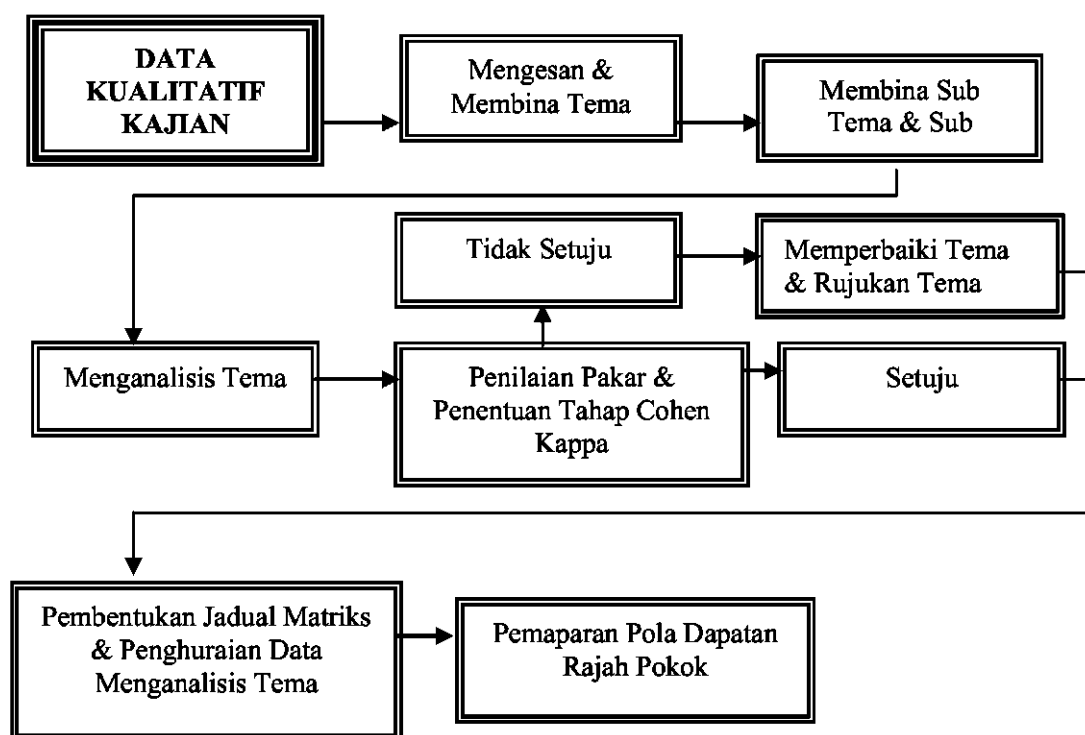 DATA
KUALITATIF
KAJIAN
Mengesan &
Membina Tema
Membina Sub
Tema & Sub
Tidak Setuju
Memperbaiki Tema
& Rujukan Tema
Menganalisis Tema
Penilaian Pakar &
Penentuan Tahap Cohen
Kappa
Setuju
Pembentukan Jadual Matriks
& Penghuraian Data
Menganalisis Tema
Pemaparan Pola Dapatan
Rajah Pokok